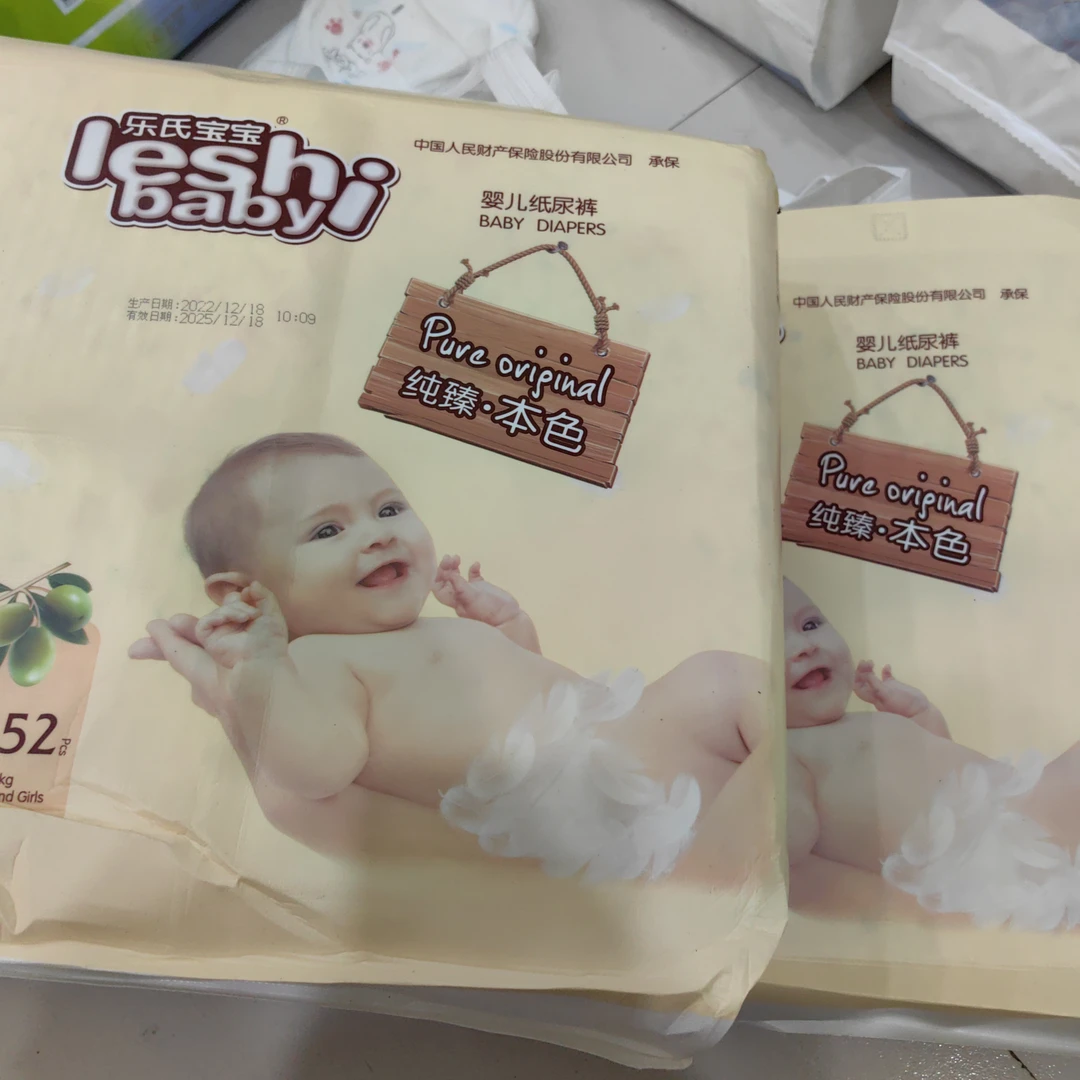 乐氏宝宝®
leshi
baby
中国人民财产保险股份有限公司 承保
婴儿纸尿裤
BABY DIAPERS
生产日期:2022/12/18 10:09
有效日期:2025/12/18
Pure original
纯臻·本色
52 Pcs
kg
nd Girls
中国人民财产保险股份有限公司 承保
婴儿纸尿裤
BABY DIAPERS
Pure original
纯臻·本色